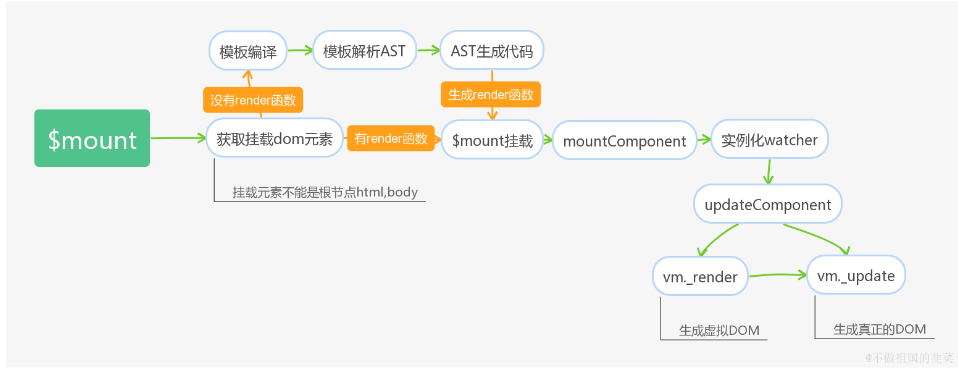 模板编译
模板解析AST
AST生成代码
没有render函数
生成render函数
$mount
获取挂载dom元素
有render函数
$mount挂载
mountComponent
实例化watcher
挂载元素不能是根节点html,body
updateComponent
vm._render
vm._update
生成虚拟DOM
生成真正的DOM
@不做祖国的韭菜